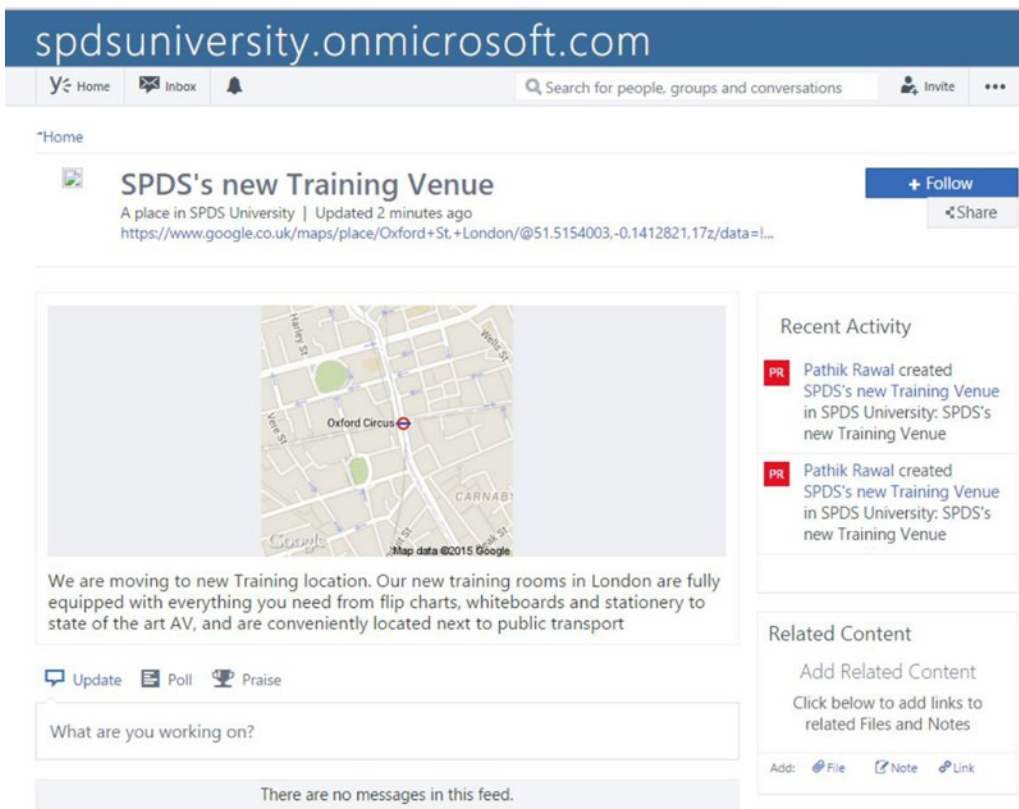 spdsuniversity.onmicrosoft.com
Home Inbox Search for people, groups and conversations Invite
Home
SPDS's new Training Venue
A place in SPDS University | Updated 2 minutes ago
https://www.google.co.uk/maps/place/Oxford+St,+London/@51.5154003,-0.1412821,17z/data=!...
+ Follow
Share
Harley St
Wells St
Vere St
Oxford Circus
CARNABY
Google
Map data ©2015 Google
We are moving to new Training location. Our new training rooms in London are fully
equipped with everything you need from flip charts, whiteboards and stationery to
state of the art AV, and are conveniently located next to public transport
Update Poll Praise
What are you working on?
There are no messages in this feed.
Recent Activity
PR Pathik Rawal created
SPDS's new Training Venue
in SPDS University: SPDS's
new Training Venue
PR Pathik Rawal created
SPDS's new Training Venue
in SPDS University: SPDS's
new Training Venue
Related Content
Add Related Content
Click below to add links to
related Files and Notes
Add: File Note Link